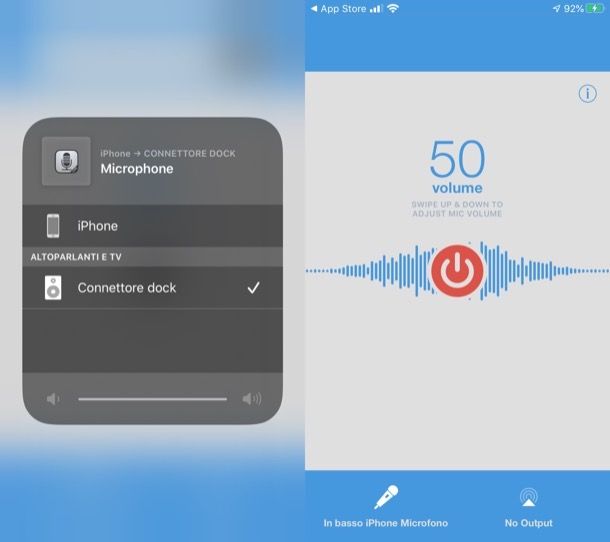 iPhone → CONNETTORE DOCK
Microphone
iPhone
ALTOPARLANTI E TV
Connettore dock
App Store
92%
50
volume
SWIPE UP & DOWN TO
ADJUST MIC VOLUME
In basso iPhone Microfono
No Output